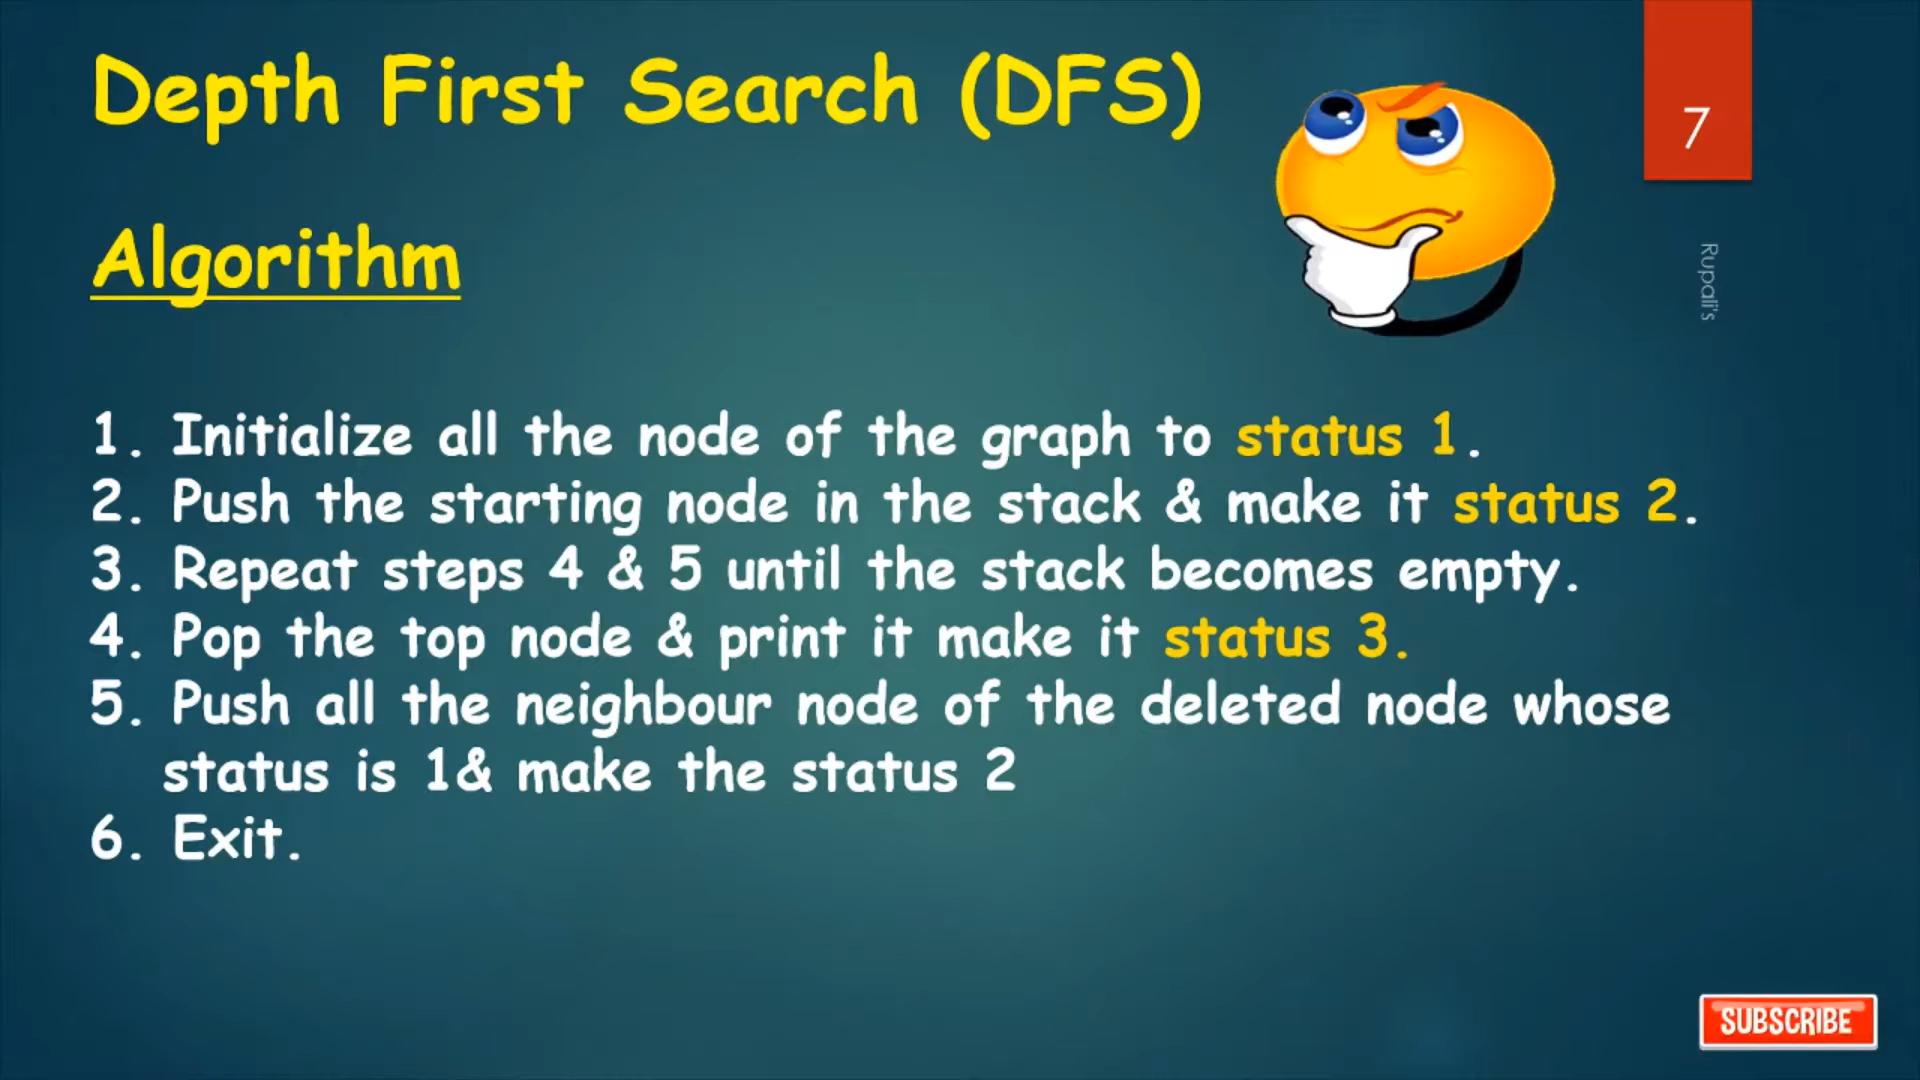 Depth First Search (DFS)
7
Algorithm
Rupali's
1. Initialize all the node of the graph to status 1.
2. Push the starting node in the stack & make it status 2.
3. Repeat steps 4 & 5 until the stack becomes empty.
4. Pop the top node & print it make it status 3.
5. Push all the neighbour node of the deleted node whose
status is 1& make the status 2
6. Exit.
SUBSCRIBE